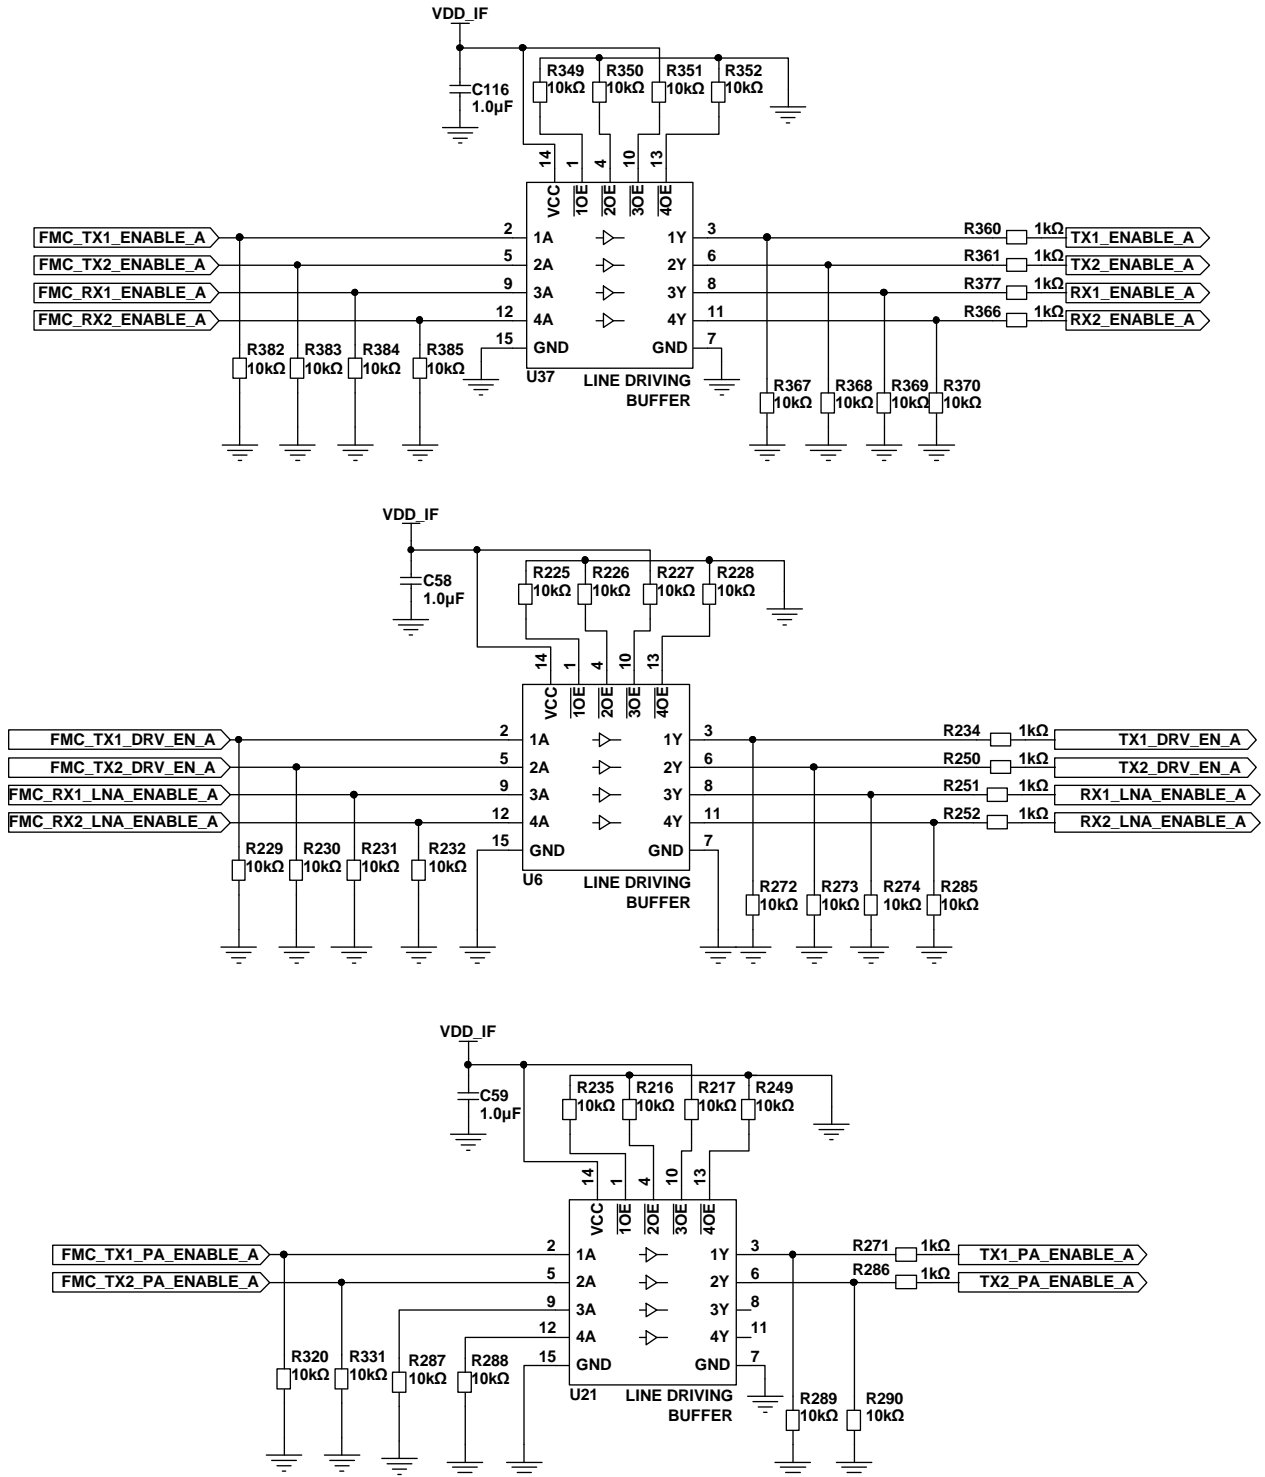 VDD_IF
R349 R350 R351 R352
10kΩ 10kΩ 10kΩ 10kΩ
C116
1.0µF
14 1 4 10 13
VCC 1OE 2OE 3OE 4OE
FMC_TX1_ENABLE_A 2 1A 1Y 3 R360 1kΩ TX1_ENABLE_A
FMC_TX2_ENABLE_A 5 2A 2Y 6 R361 1kΩ TX2_ENABLE_A
FMC_RX1_ENABLE_A 9 3A 3Y 8 R377 1kΩ RX1_ENABLE_A
FMC_RX2_ENABLE_A 12 4A 4Y 11 R366 1kΩ RX2_ENABLE_A
15 GND GND 7
R382 R383 R384 R385
10kΩ 10kΩ 10kΩ 10kΩ
U37 LINE DRIVING
BUFFER
R367 R368 R369 R370
10kΩ 10kΩ 10kΩ 10kΩ
VDD_IF
R225 R226 R227 R228
10kΩ 10kΩ 10kΩ 10kΩ
C58
1.0µF
14 1 4 10 13
VCC 1OE 2OE 3OE 4OE
FMC_TX1_DRV_EN_A 2 1A 1Y 3 R234 1kΩ TX1_DRV_EN_A
FMC_TX2_DRV_EN_A 5 2A 2Y 6 R250 1kΩ TX2_DRV_EN_A
FMC_RX1_LNA_ENABLE_A 9 3A 3Y 8 R251 1kΩ RX1_LNA_ENABLE_A
FMC_RX2_LNA_ENABLE_A 12 4A 4Y 11 R252 1kΩ RX2_LNA_ENABLE_A
15 GND GND 7
R229 R230 R231 R232
10kΩ 10kΩ 10kΩ 10kΩ
U6 LINE DRIVING
BUFFER
R272 R273 R274 R285
10kΩ 10kΩ 10kΩ 10kΩ
VDD_IF
R235 R216 R217 R249
10kΩ 10kΩ 10kΩ 10kΩ
C59
1.0µF
14 1 4 10 13
VCC 1OE 2OE 3OE 4OE
FMC_TX1_PA_ENABLE_A 2 1A 1Y 3 R271 1kΩ TX1_PA_ENABLE_A
FMC_TX2_PA_ENABLE_A 5 2A 2Y 6 R286 1kΩ TX2_PA_ENABLE_A
9 3A 3Y 8
12 4A 4Y 11
15 GND GND 7
R320 R331 R287 R288
10kΩ 10kΩ 10kΩ 10kΩ
U21 LINE DRIVING
BUFFER
R289 R290
10kΩ 10kΩ